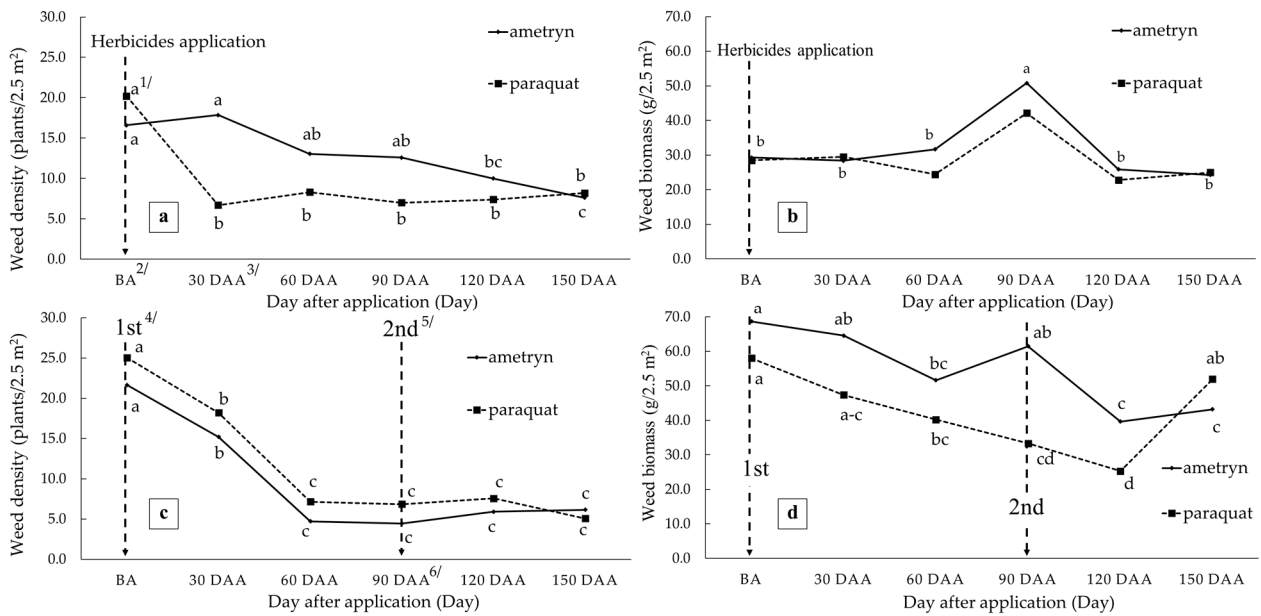 30.0
25.0
20.0
15.0
10.0
5.0
0.0
Weed density (plants/2.5 m²)
Herbicides application
ametryn
paraquat
a¹/
a
a
ab
ab
bc
b
b
b
b
b
c
a
BA²/ 30 DAA³/ 60 DAA 90 DAA 120 DAA 150 DAA
Day after application (Day)
70.0
60.0
50.0
40.0
30.0
20.0
10.0
0.0
Weed biomass (g/2.5 m²)
Herbicides application
ametryn
paraquat
b
b
b
a
b
b
b
BA 30 DAA 60 DAA 90 DAA 120 DAA 150 DAA
Day after application (Day)
30.0
25.0
20.0
15.0
10.0
5.0
0.0
Weed density (plants/2.5 m²)
1st⁴/
2nd⁵/
ametryn
paraquat
a
a
b
b
c
c
c
c
c
c
c
c
c
BA 30 DAA 60 DAA 90 DAA⁶/ 120 DAA 150 DAA
Day after application (Day)
70.0
60.0
50.0
40.0
30.0
20.0
10.0
0.0
Weed biomass (g/2.5 m²)
1st
2nd
ametryn
paraquat
a
ab
bc
ab
c
ab
a
a-c
bc
cd
d
c
d
BA 30 DAA 60 DAA 90 DAA 120 DAA 150 DAA
Day after application (Day)